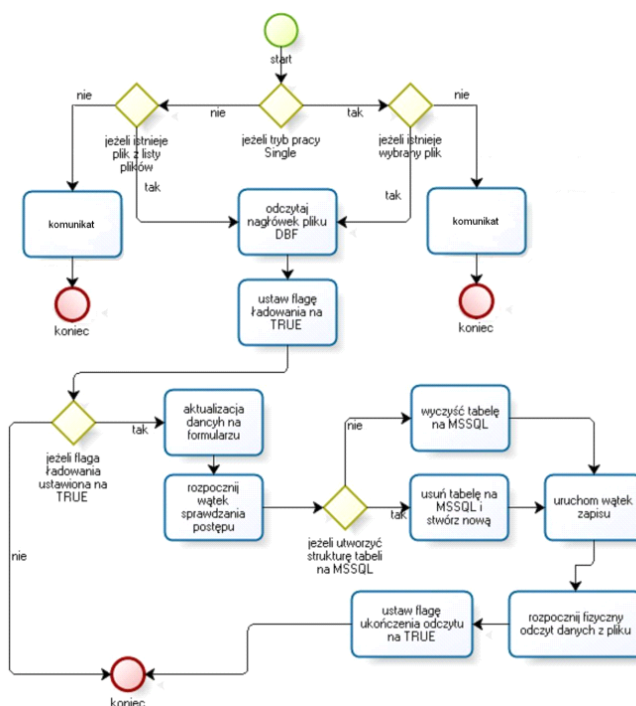 start
nie
nie
tak
nie
jeżeli istnieje
plik z listy
plików
jeżeli tryb pracy
Single
jeżeli istnieje
wybrany plik
tak
tak
komunikat
odczytaj
nagłówek pliku
DBF
komunikat
koniec
ustaw flagę
ładowania na
TRUE
koniec
jeżeli flaga
ładowania
ustawiona na
TRUE
tak
aktualizacja
dancyh na
formularzu
nie
wyczyść tabelę
na MSSQL
rozpocznij
wątek
sprawdzania
postępu
jeżeli utworzyć
strukturę tabeli
na MSSQL
tak
usuń tabelę na
MSSQL i
stwórz nową
uruchom wątek
zapisu
nie
ustaw flagę
ukończenia odczytu
na TRUE
rozpocznij fizyczny
odczyt danych z pliku
koniec